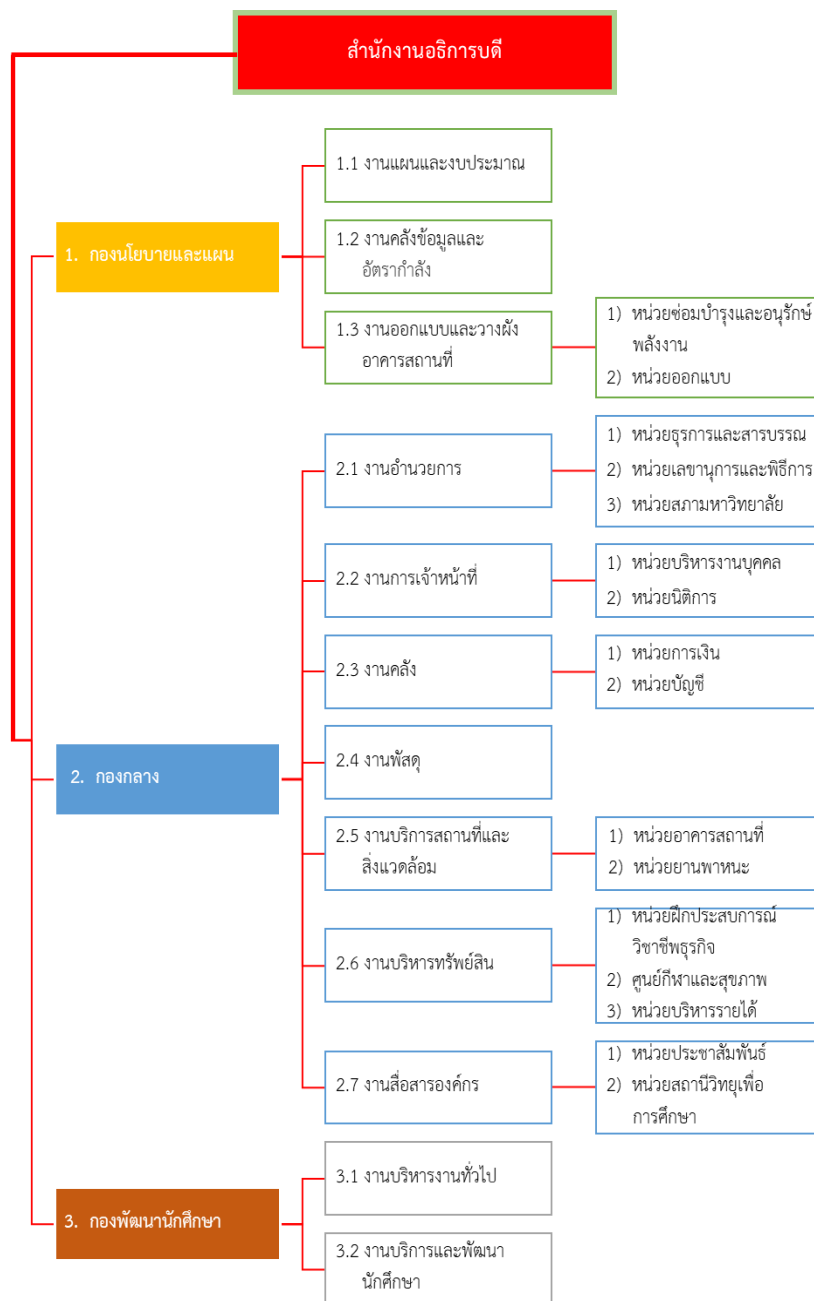 สำนักงานอธิการบดี
1. กองนโยบายและแผน
1.1 งานแผนและงบประมาณ
1.2 งานคลังข้อมูลและ
อัตรากำลัง
1.3 งานออกแบบและวางผัง
อาคารสถานที่
1) หน่วยซ่อมบำรุงและอนุรักษ์
พลังงาน
2) หน่วยออกแบบ
2. กองกลาง
2.1 งานอำนวยการ
1) หน่วยธุรการและสารบรรณ
2) หน่วยเลขานุการและพิธีการ
3) หน่วยสภามหาวิทยาลัย
2.2 งานการเจ้าหน้าที่
1) หน่วยบริหารงานบุคคล
2) หน่วยนิติการ
2.3 งานคลัง
1) หน่วยการเงิน
2) หน่วยบัญชี
2.4 งานพัสดุ
2.5 งานบริการสถานที่และ
สิ่งแวดล้อม
1) หน่วยอาคารสถานที่
2) หน่วยยานพาหนะ
2.6 งานบริหารทรัพย์สิน
1) หน่วยฝึกประสบการณ์
วิชาชีพธุรกิจ
2) ศูนย์กีฬาและสุขภาพ
3) หน่วยบริหารรายได้
2.7 งานสื่อสารองค์กร
1) หน่วยประชาสัมพันธ์
2) หน่วยสถานีวิทยุเพื่อ
การศึกษา
3. กองพัฒนานักศึกษา
3.1 งานบริหารงานทั่วไป
3.2 งานบริการและพัฒนา
นักศึกษา